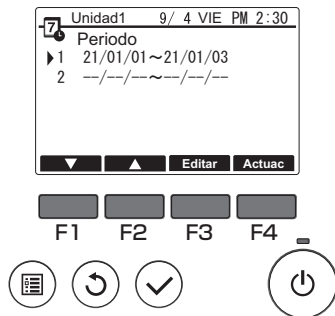 7 Unidad1 9/ 4 VIE PM 2:30
Periodo
1 21/01/01~21/01/03
2 --/--/--~--/--/--
Editar Actuac
F1 F2 F3 F4